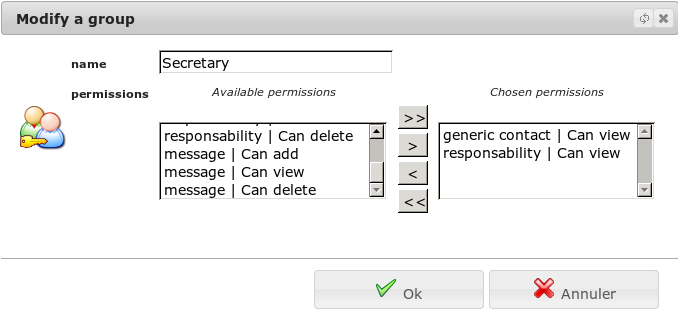 Modify a group
name
Secretary
permissions
Available permissions
Chosen permissions
responsability | Can delete
message | Can add
message | Can view
message | Can delete
>>
>
<
<<
generic contact | Can view
responsability | Can view
Ok
Annuler